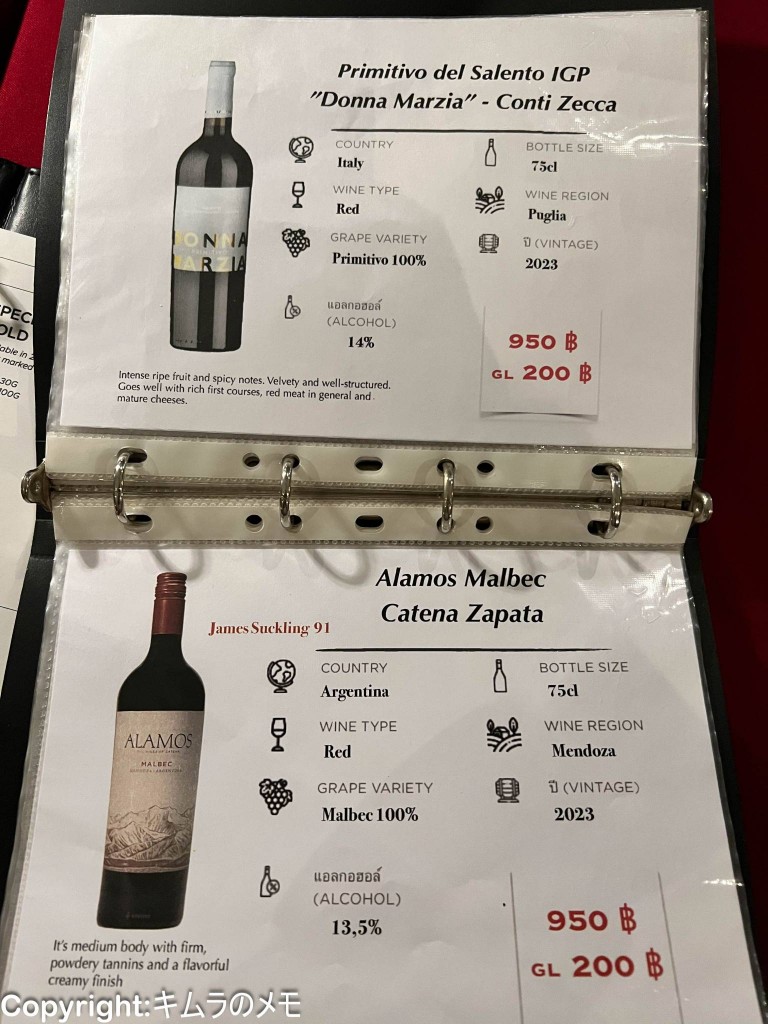 Primitivo del Salento IGP
"Donna Marzia" - Conti Zecca
COUNTRY
Italy
BOTTLE SIZE
75cl
WINE TYPE
Red
WINE REGION
Puglia
GRAPE VARIETY
Primitivo 100%
ปี (VINTAGE)
2023
แอลกอฮอล์
(ALCOHOL)
14%
950 ฿
GL 200 ฿
DONNA
MARZIA
Intense ripe fruit and spicy notes. Velvety and well-structured.
Goes well with rich first courses, red meat in general and
mature cheeses.
OLD
marked
30G
Alamos Malbec
Catena Zapata
James Suckling 91
COUNTRY
Argentina
BOTTLE SIZE
75cl
WINE TYPE
Red
WINE REGION
Mendoza
GRAPE VARIETY
Malbec 100%
ปี (VINTAGE)
2023
แอลกอฮอล์
(ALCOHOL)
13,5%
950 ฿
GL 200 ฿
ALAMOS
MALBEC
It's medium body with firm,
powdery tannins and a flavorful
creamy finish
Copyright:キムラのメモ